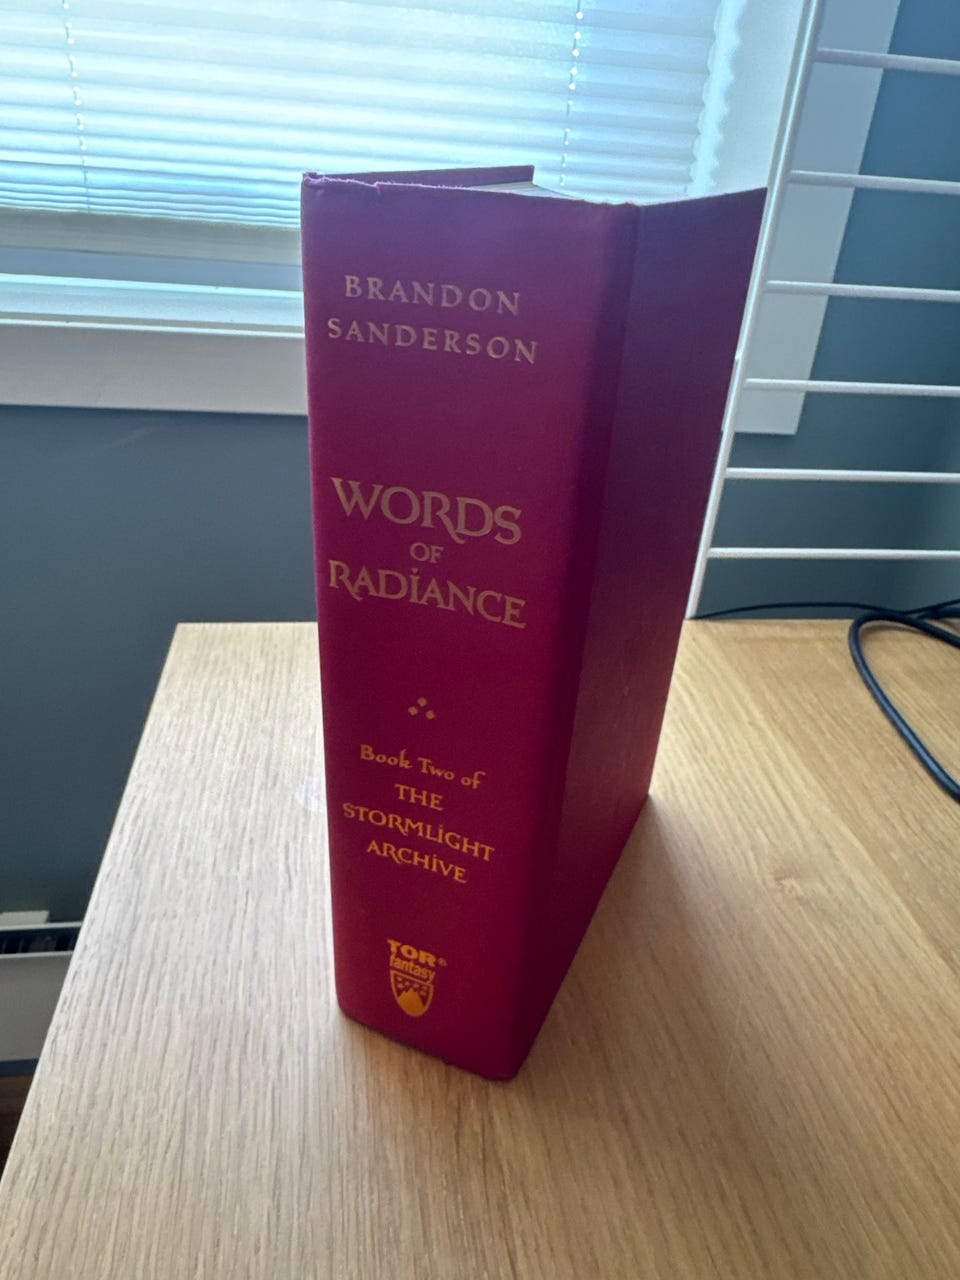 BRANDON
SANDERSON
WORDS
OF
RADIANCE
Book Two of
THE
STORMLIGHT
ARCHIVE
TOR®
fantasy